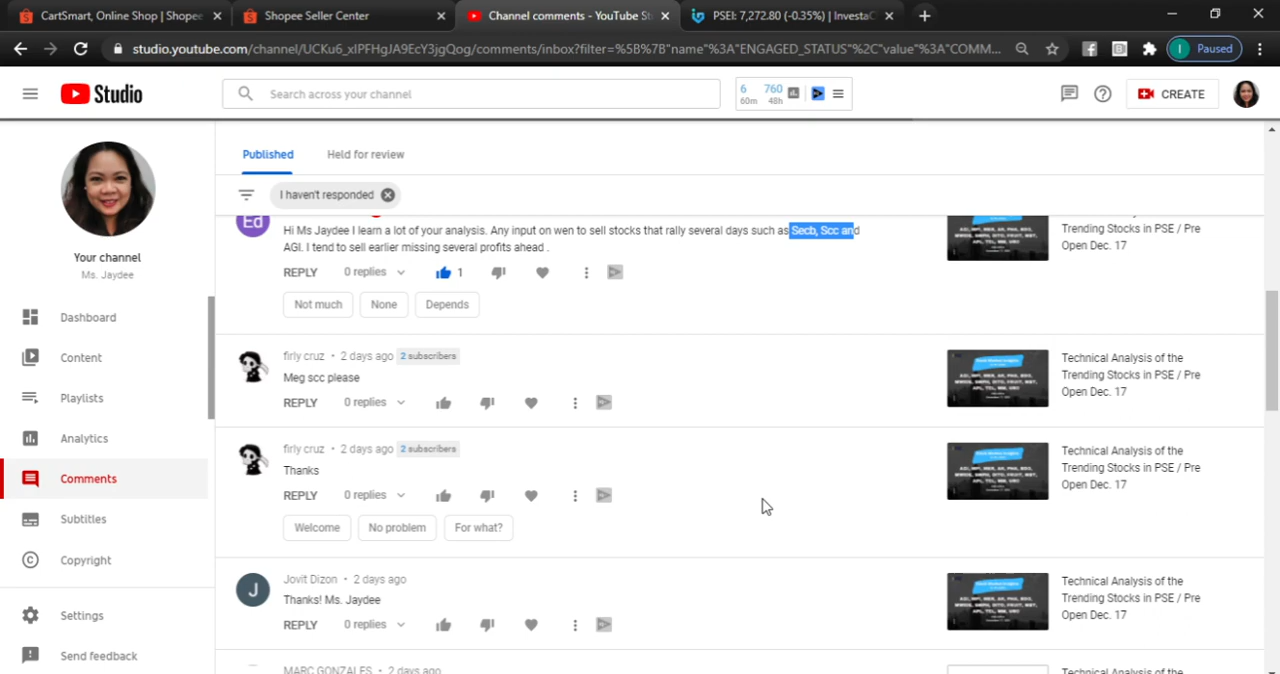 CartSmart, Online Shop | Shopee
Shopee Seller Center
Channel comments - YouTube St
PSEI: 7,272.80 (-0.35%) | InvestaC
studio.youtube.com/channel/UCKu6_xlPFHgJA9EcY3jgQog/comments/inbox?filter=%5B%7B"name"%3A"ENGAGED_STATUS"%2C"value"%3A"COMM...
Paused
Studio
Search across your channel
6 760
60m 48h
CREATE
Your channel
Ms. Jaydee
Dashboard
Content
Playlists
Analytics
Comments
Subtitles
Copyright
Settings
Send feedback
Published Held for review
I haven't responded
Ed
Hi Ms Jaydee I learn a lot of your analysis. Any input on wen to sell stocks that rally several days such as Secb, Scc and
AGI. I tend to sell earlier missing several profits ahead .
REPLY 0 replies 1
Not much None Depends
Trending Stocks in PSE / Pre
Open Dec. 17
firly cruz • 2 days ago 2 subscribers
Meg scc please
REPLY 0 replies
Technical Analysis of the
Trending Stocks in PSE / Pre
Open Dec. 17
firly cruz • 2 days ago 2 subscribers
Thanks
REPLY 0 replies
Welcome No problem For what?
Technical Analysis of the
Trending Stocks in PSE / Pre
Open Dec. 17
J
Jovit Dizon • 2 days ago
Thanks! Ms. Jaydee
REPLY 0 replies
Technical Analysis of the
Trending Stocks in PSE / Pre
Open Dec. 17
MARC GONZALES • 2 days ago
Technical Analysis of the